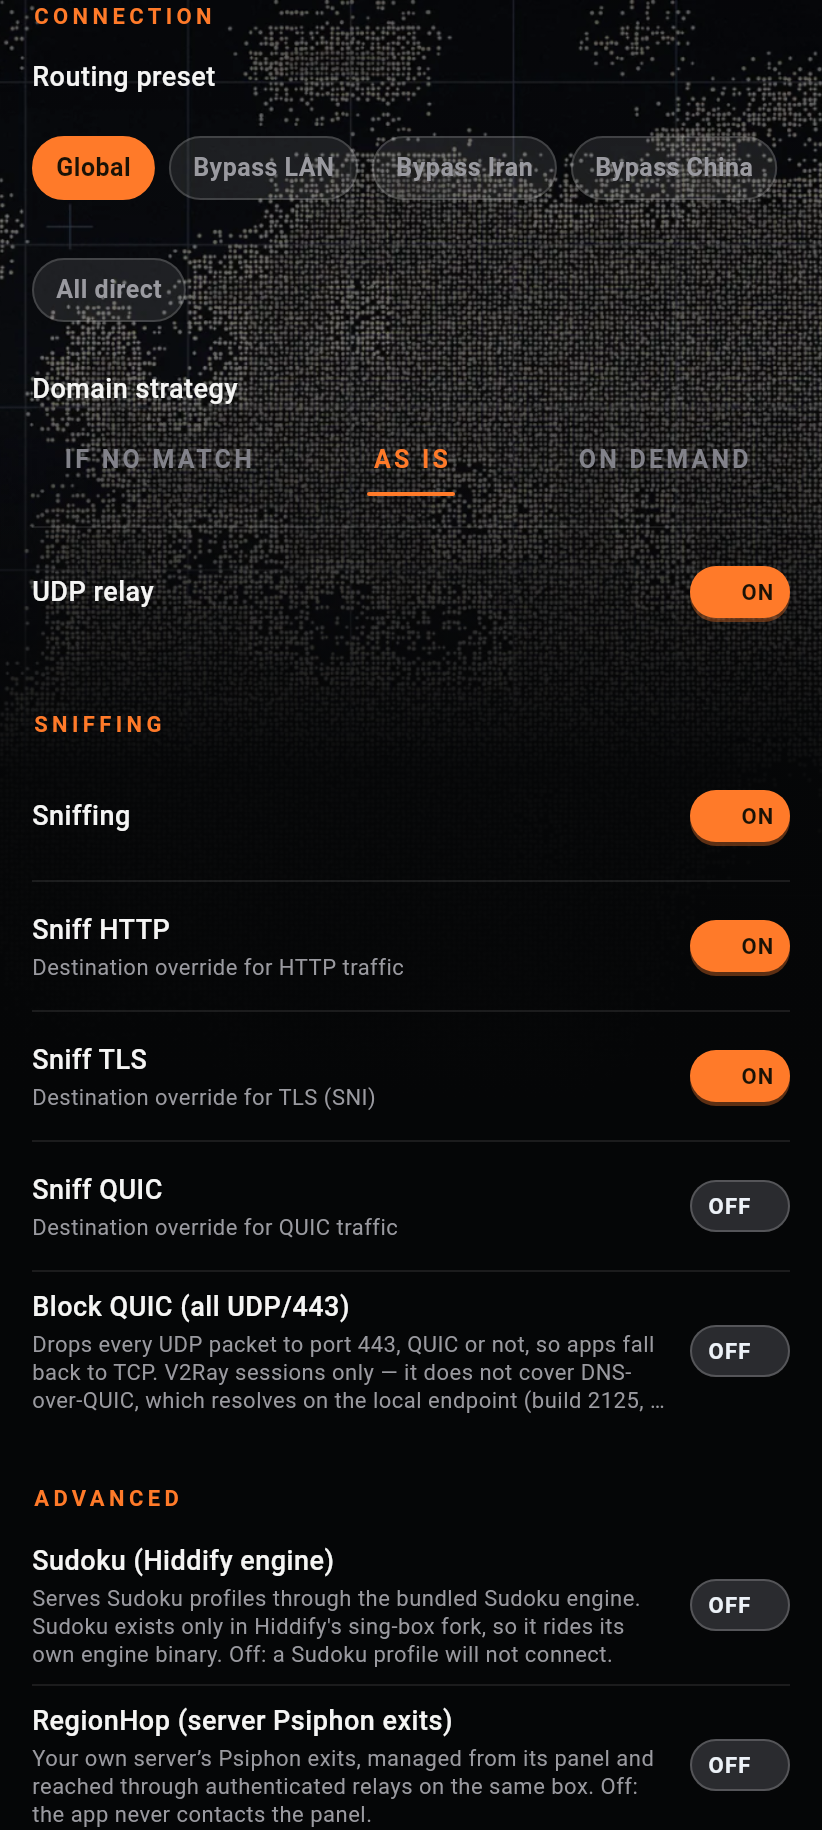 CONNECTION
Routing preset
Global
Bypass LAN
Bypass Iran
Bypass China
All direct
Domain strategy
IF NO MATCH
AS IS
ON DEMAND
UDP relay
ON
SNIFFING
Sniffing
ON
Sniff HTTP
Destination override for HTTP traffic
ON
Sniff TLS
Destination override for TLS (SNI)
ON
Sniff QUIC
Destination override for QUIC traffic
OFF
Block QUIC (all UDP/443)
Drops every UDP packet to port 443, QUIC or not, so apps fall
back to TCP. V2Ray sessions only — it does not cover DNS-
over-QUIC, which resolves on the local endpoint (build 2125, …
OFF
ADVANCED
Sudoku (Hiddify engine)
Serves Sudoku profiles through the bundled Sudoku engine.
Sudoku exists only in Hiddify's sing-box fork, so it rides its
own engine binary. Off: a Sudoku profile will not connect.
OFF
RegionHop (server Psiphon exits)
Your own server’s Psiphon exits, managed from its panel and
reached through authenticated relays on the same box. Off:
the app never contacts the panel.
OFF